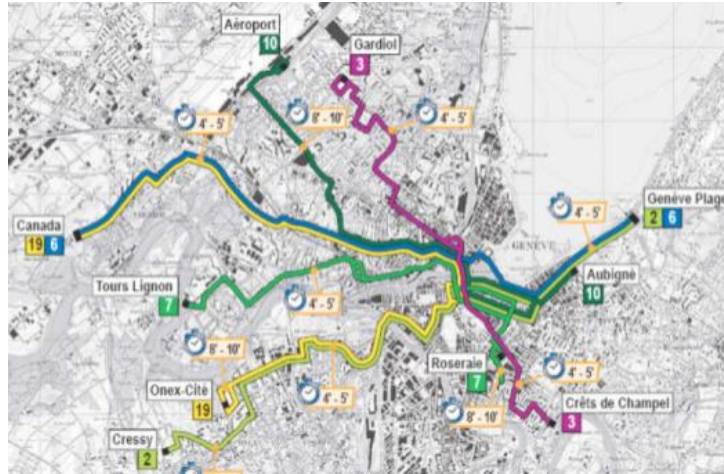 Aéroport
10
Gardiol
3
4' - 5'
8' - 10'
4' - 5'
Genève Plage
2 6
4' - 5'
Canada
19 6
GENÈVE
Aubigné
10
Tours Lignon
7
4' - 5'
8' - 10'
Roseraie
7
Onex-Cité
19
4' - 5'
4' - 5'
8' - 10'
Crêts de Champel
3
Cressy
2